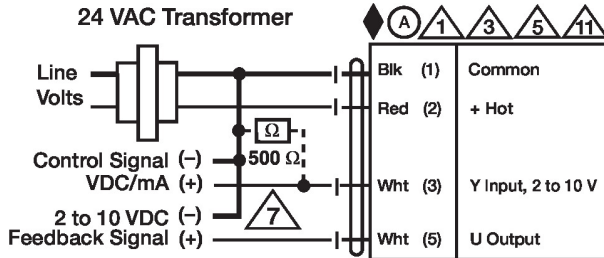 24 VAC Transformer
A 1 3 5 11
Line
Volts
Blk (1) Common
Red (2) + Hot
Ω
500 Ω
Control Signal (−)
VDC/mA (+)
Wht (3) Y Input, 2 to 10 V
7
2 to 10 VDC (−)
Feedback Signal (+)
Wht (5) U Output